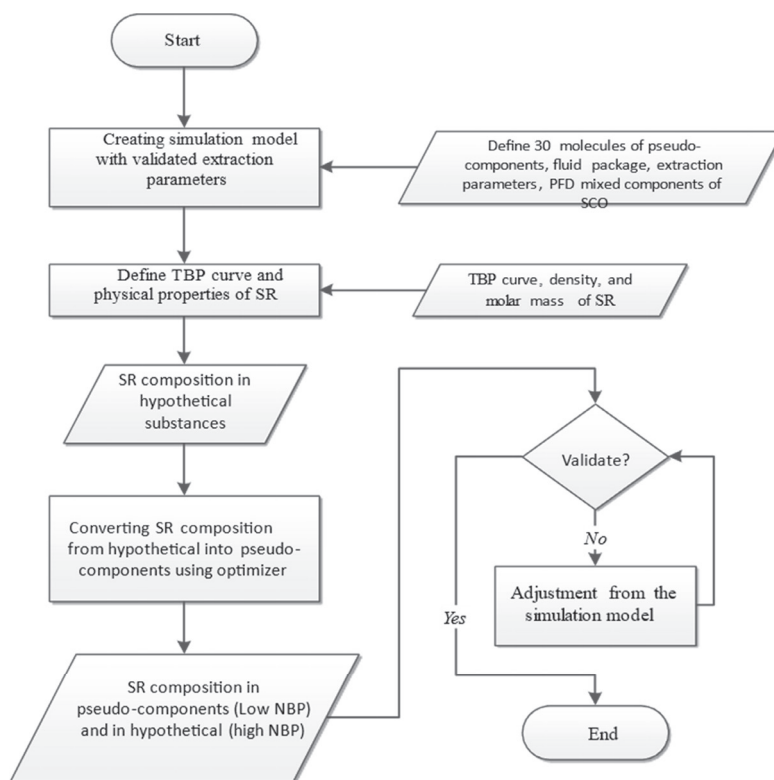 Start
Creating simulation model
with validated extraction
parameters
Define 30 molecules of pseudo-
components, fluid package, extraction
parameters, PFD mixed components of
SCO
Define TBP curve and
physical properties of SR
TBP curve, density, and
molar mass of SR
SR composition in
hypothetical
substances
Converting SR composition
from hypothetical into pseudo-
components using optimizer
SR composition in
pseudo-components (Low NBP)
and in hypothetical (high NBP)
Validate?
No
Adjustment from the
simulation model
Yes
End